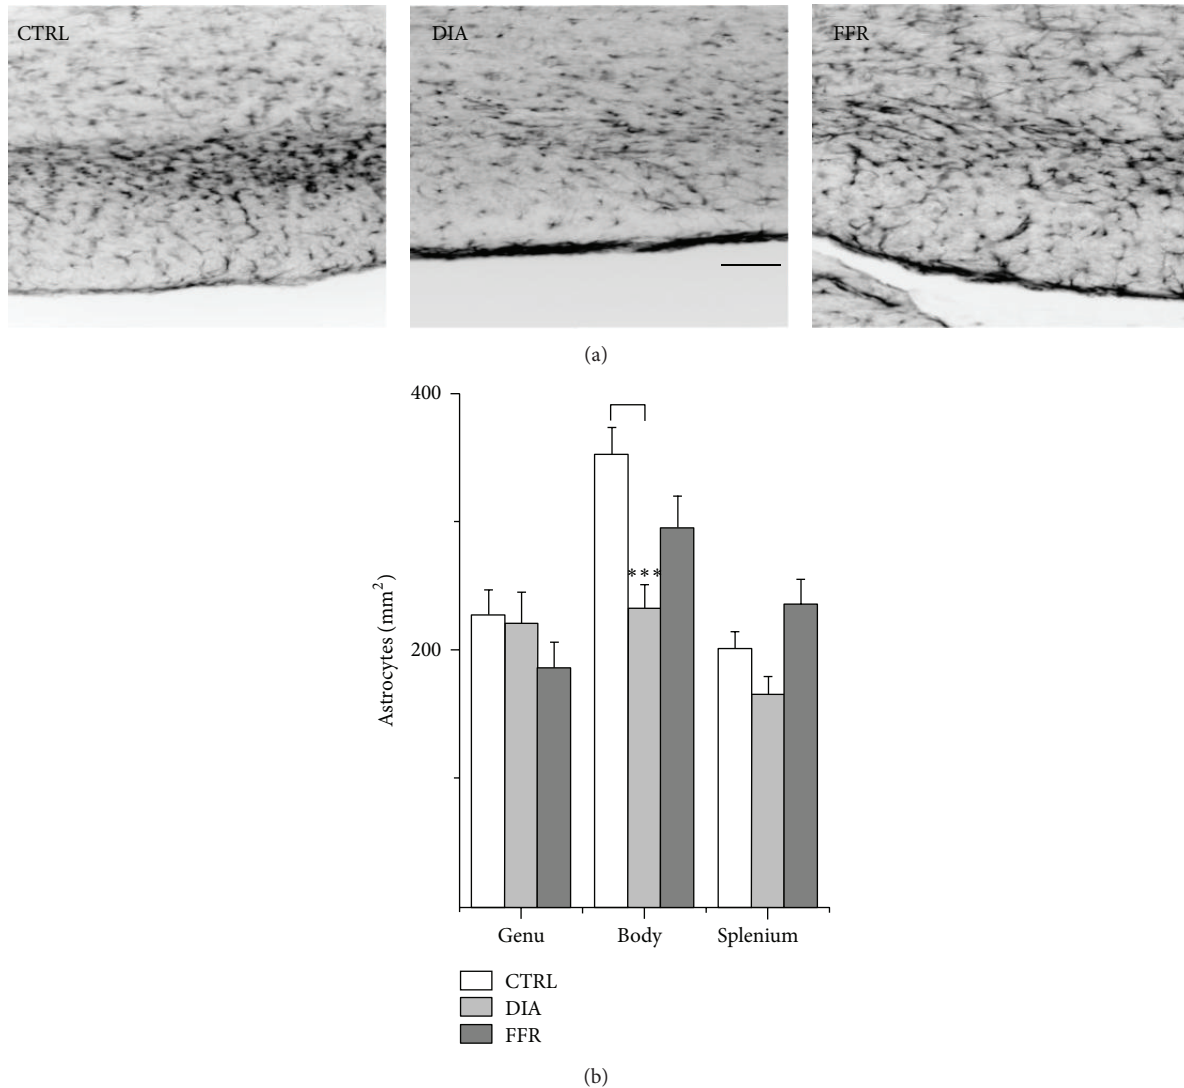 CTRL
DIA
FFR
(a)
400
200
Astrocytes (mm²)
***
Genu
Body
Splenium
CTRL
DIA
FFR
(b)